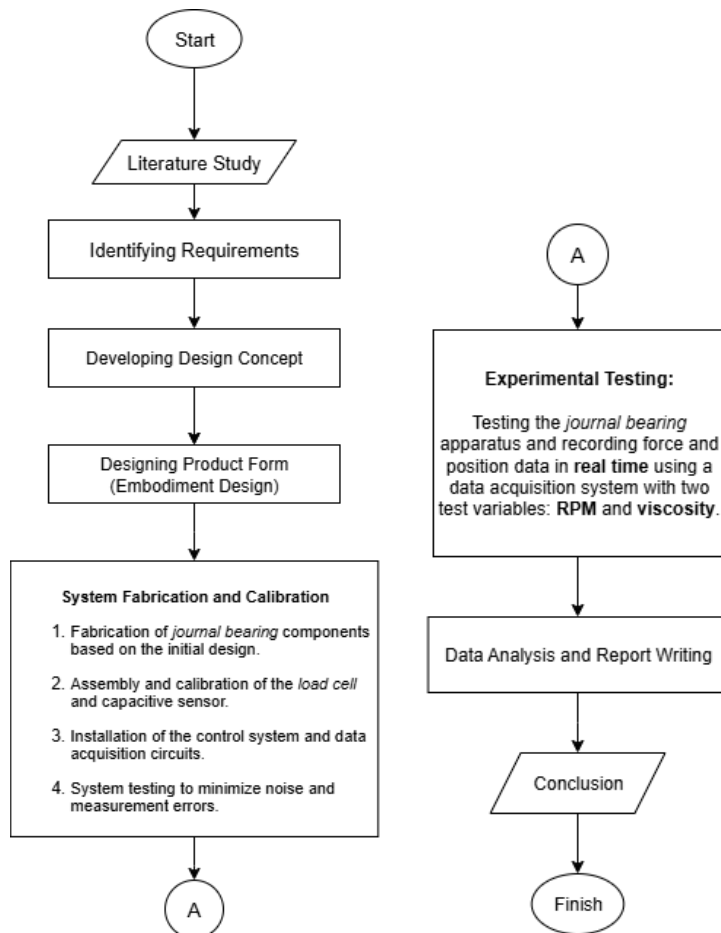 Start
Literature Study
Identifying Requirements
Developing Design Concept
Designing Product Form
(Embodiment Design)
System Fabrication and Calibration
1. Fabrication of journal bearing components
based on the initial design.
2. Assembly and calibration of the load cell
and capacitive sensor.
3. Installation of the control system and data
acquisition circuits.
4. System testing to minimize noise and
measurement errors.
A
A
Experimental Testing:
Testing the journal bearing
apparatus and recording force and
position data in real time using a
data acquisition system with two
test variables: RPM and viscosity.
Data Analysis and Report Writing
Conclusion
Finish